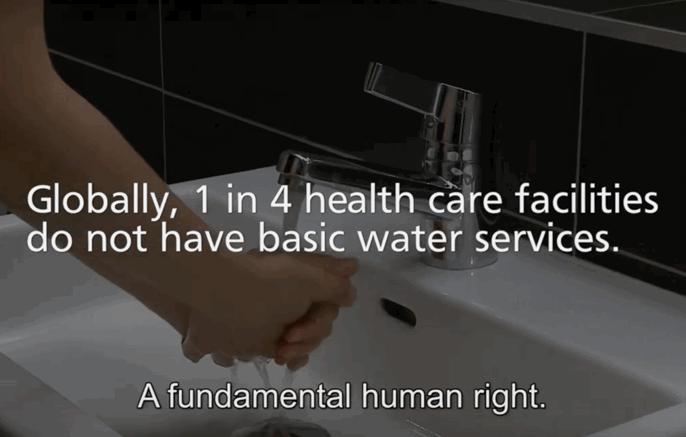 Globally, 1 in 4 health care facilities
do not have basic water services.
A fundamental human right.